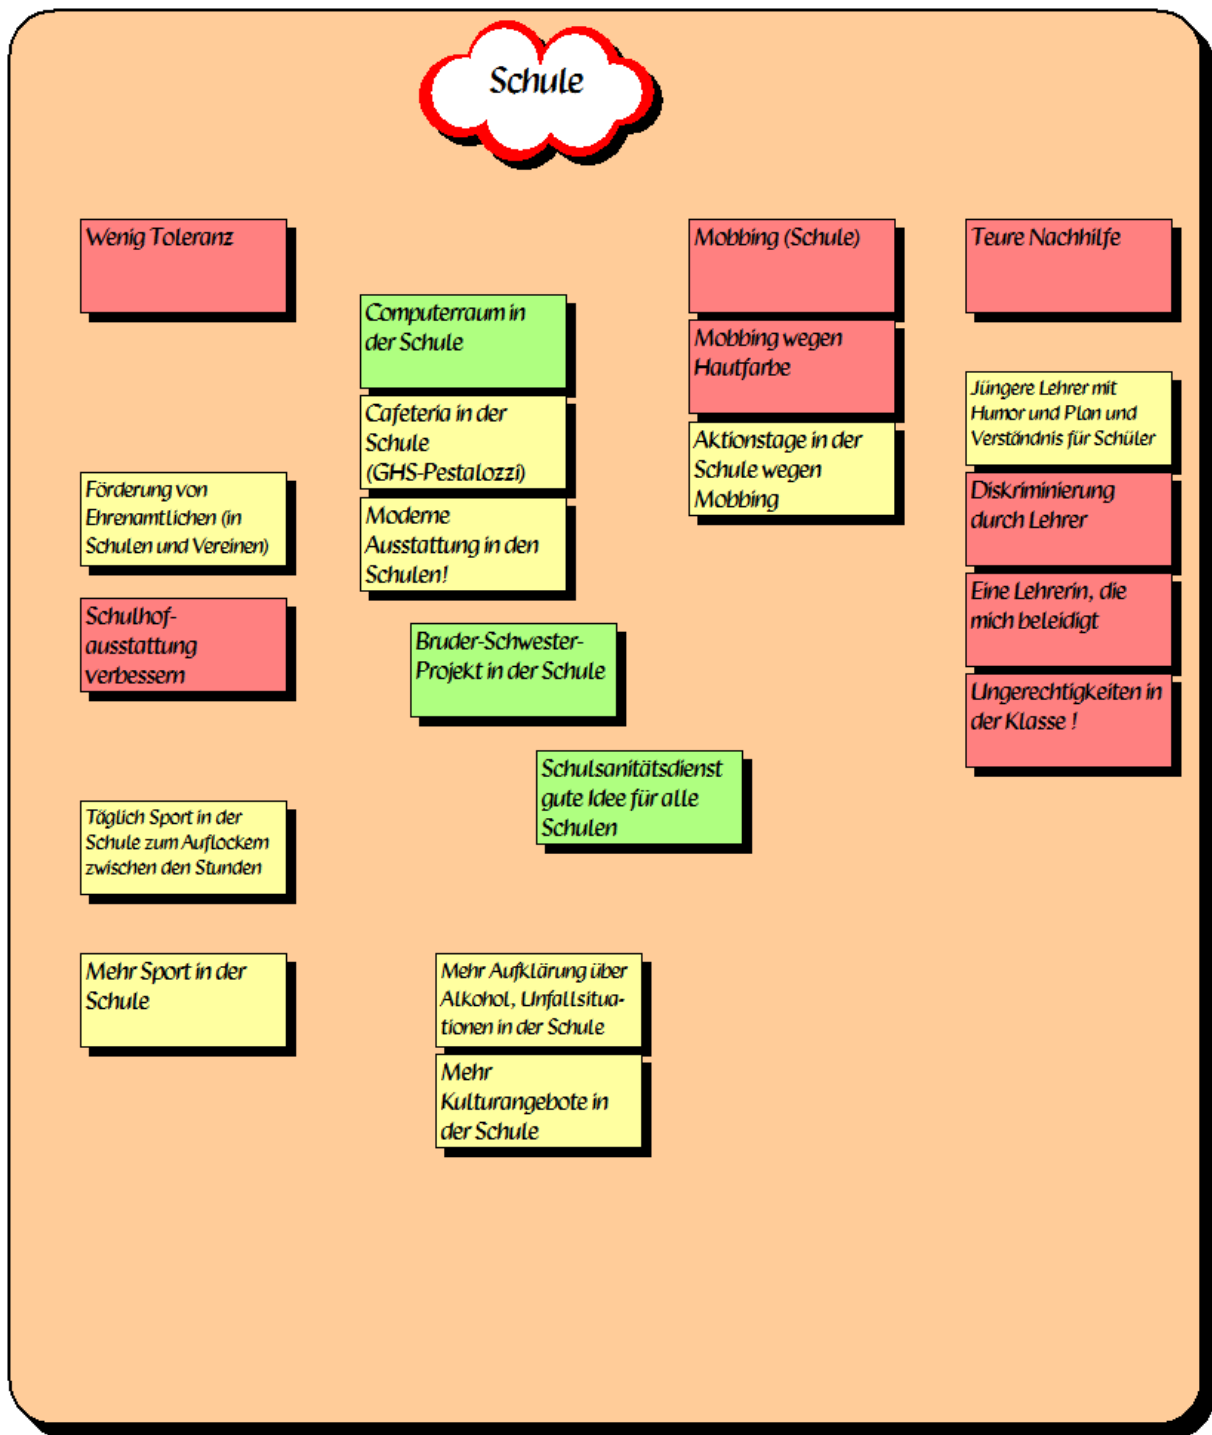 Schule
Wenig Toleranz
Förderung von
Ehrenamtlichen (in
Schulen und Vereinen)
Schulhof-
ausstattung
verbessern
Täglich Sport in der
Schule zum Auflockern
zwischen den Stunden
Mehr Sport in der
Schule
Computerraum in
der Schule
Cafeteria in der
Schule
(GHS-Pestalozzi)
Moderne
Ausstattung in den
Schulen!
Bruder-Schwester-
Projekt in der Schule
Schulsanitätsdienst
gute Idee für alle
Schulen
Mehr Aufklärung über
Alkohol, Unfallsitua-
tionen in der Schule
Mehr
Kulturangebote in
der Schule
Mobbing (Schule)
Mobbing wegen
Hautfarbe
Aktionstage in der
Schule wegen
Mobbing
Teure Nachhilfe
Jüngere Lehrer mit
Humor und Plan und
Verständnis für Schüler
Diskriminierung
durch Lehrer
Eine Lehrerin, die
mich beleidigt
Ungerechtigkeiten in
der Klasse !